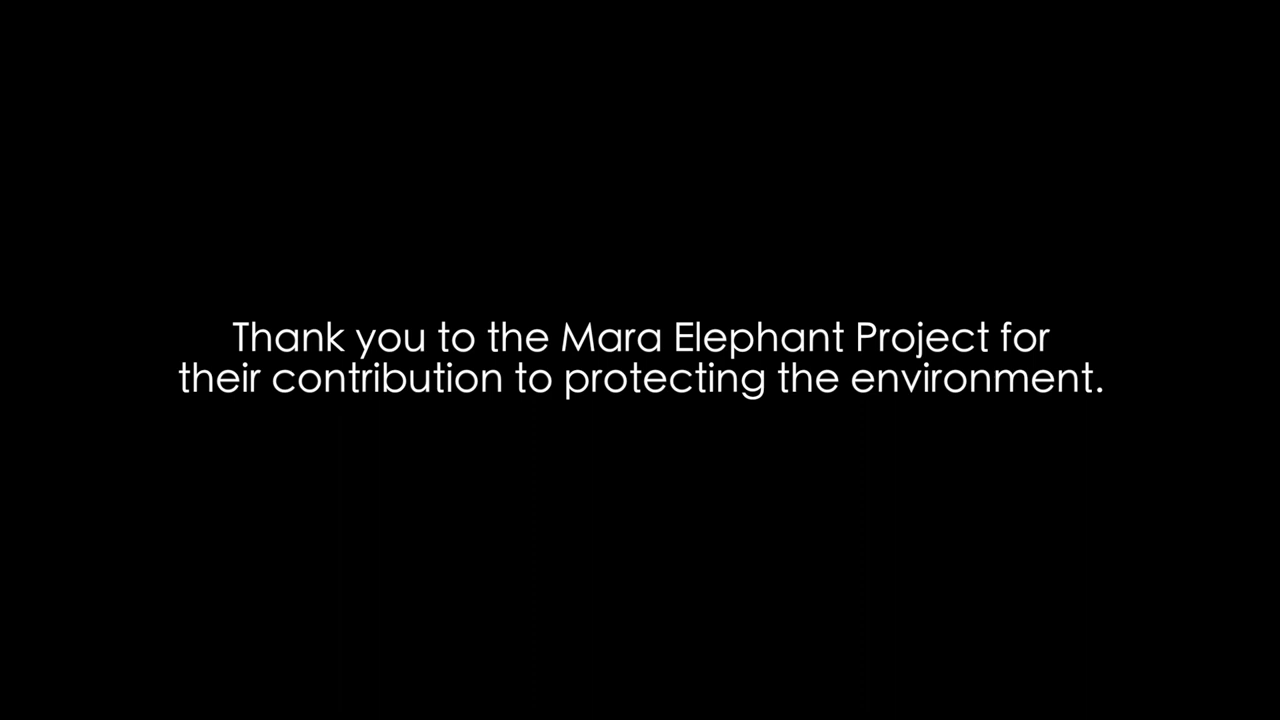 Thank you to the Mara Elephant Project for
their contribution to protecting the environment.